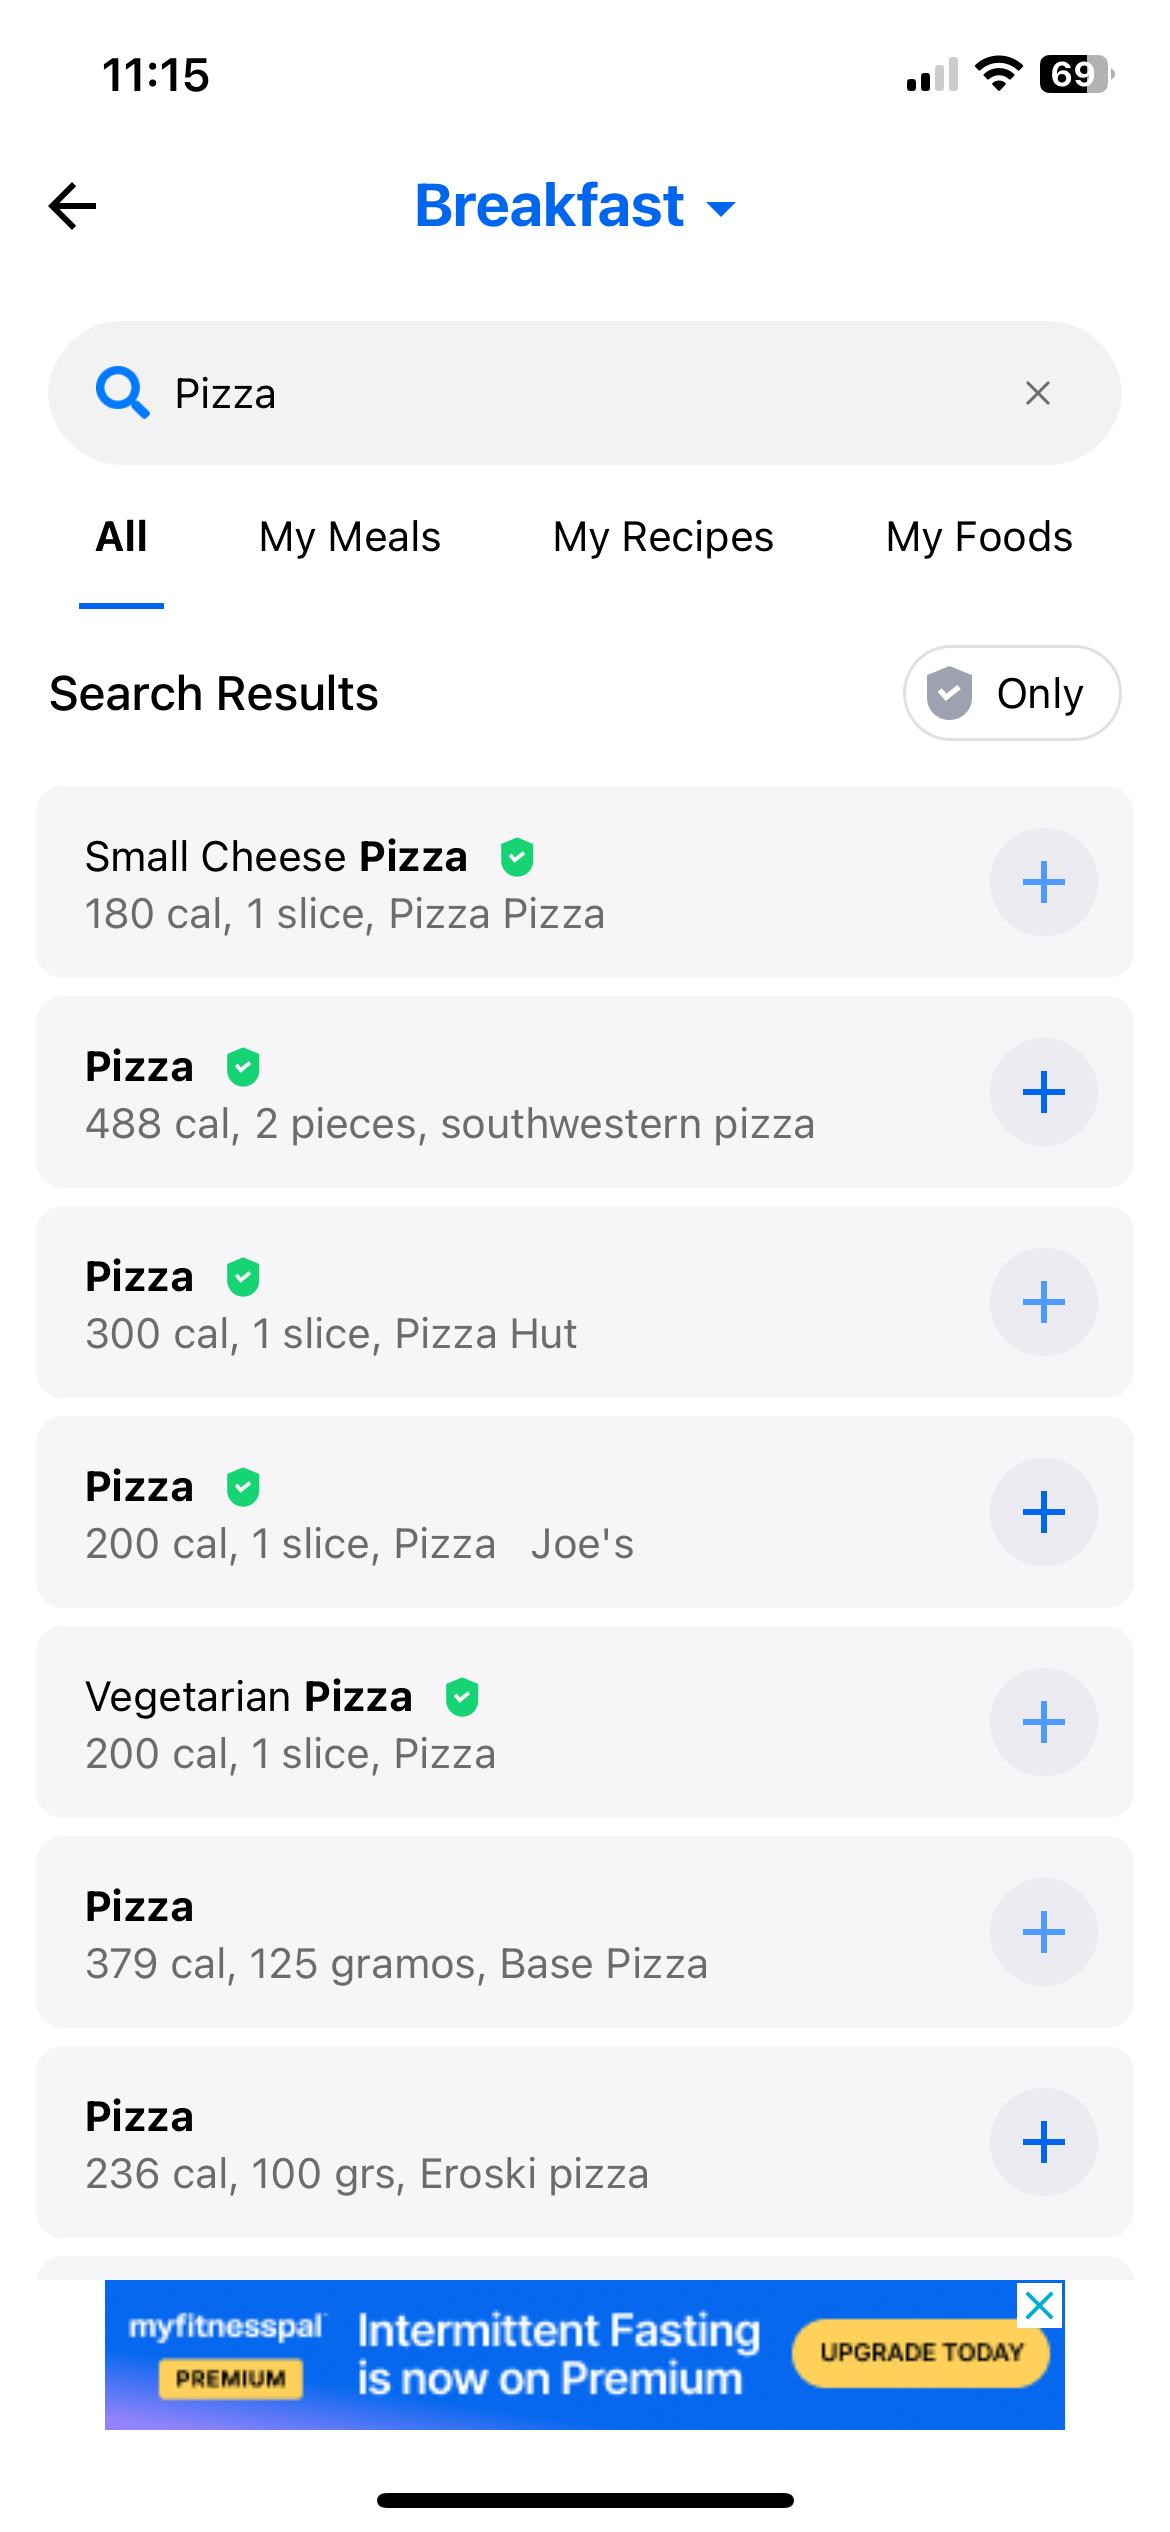 11:15
69
Breakfast
Pizza
All
My Meals
My Recipes
My Foods
Search Results
Only
Small Cheese Pizza
180 cal, 1 slice, Pizza Pizza
Pizza
488 cal, 2 pieces, southwestern pizza
Pizza
300 cal, 1 slice, Pizza Hut
Pizza
200 cal, 1 slice, Pizza   Joe's
Vegetarian Pizza
200 cal, 1 slice, Pizza
Pizza
379 cal, 125 gramos, Base Pizza
Pizza
236 cal, 100 grs, Eroski pizza
myfitnesspal
PREMIUM
Intermittent Fasting
is now on Premium
UPGRADE TODAY